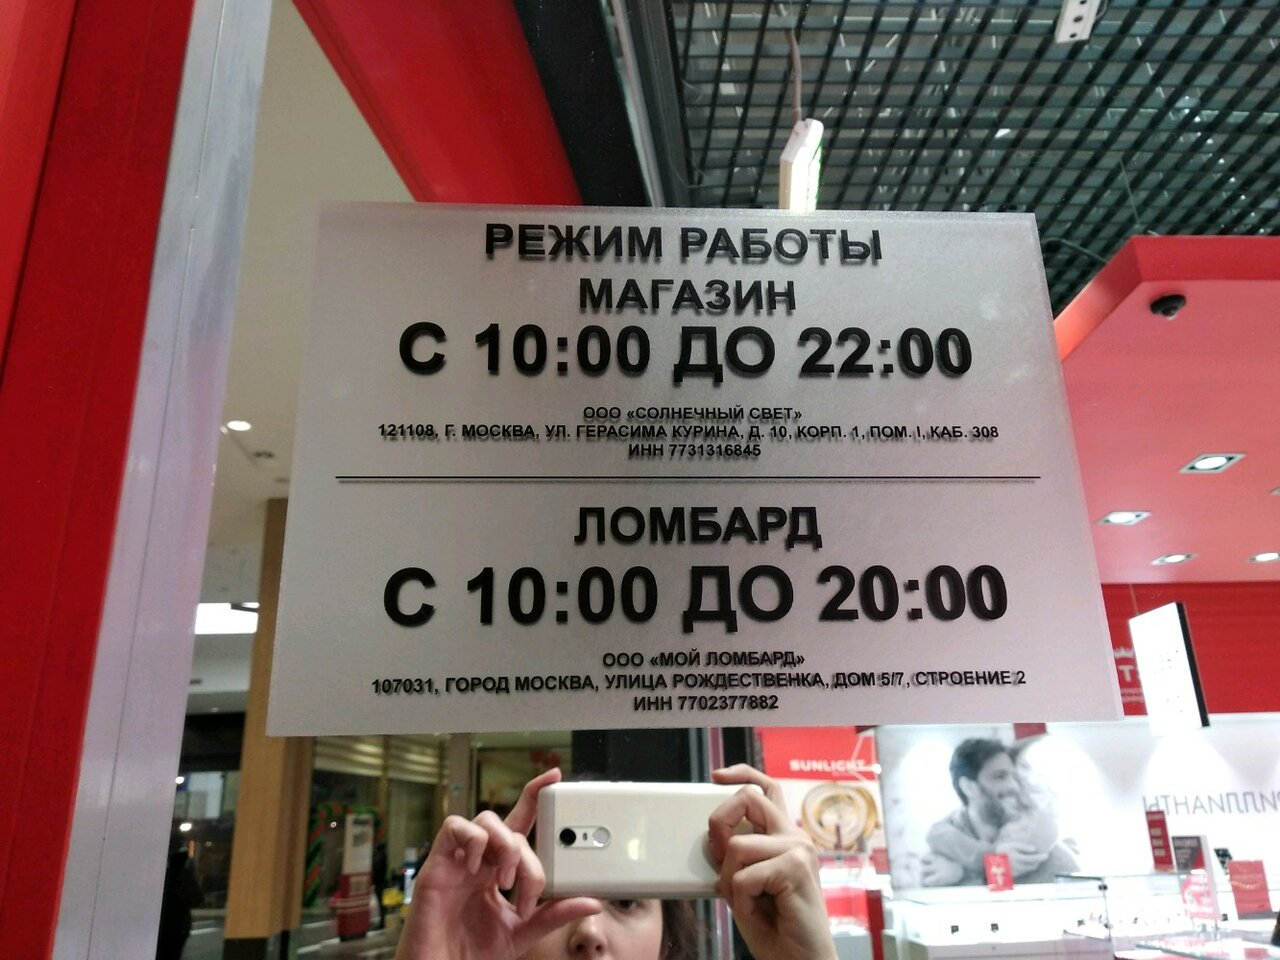 РЕЖИМ РАБОТЫ
МАГАЗИН
С 10:00 ДО 22:00
ООО «СОЛНЕЧНЫЙ СВЕТ»
121108, Г. МОСКВА, УЛ. ГЕРАСИМА КУРИНА, Д. 10, КОРП. 1, ПОМ. I, КАБ. 308
ИНН 7731316845
ЛОМБАРД
С 10:00 ДО 20:00
ООО «МОЙ ЛОМБАРД»
107031, ГОРОД МОСКВА, УЛИЦА РОЖДЕСТВЕНКА, ДОМ 5/7, СТРОЕНИЕ 2
ИНН 7702377882
SUNLIGHT